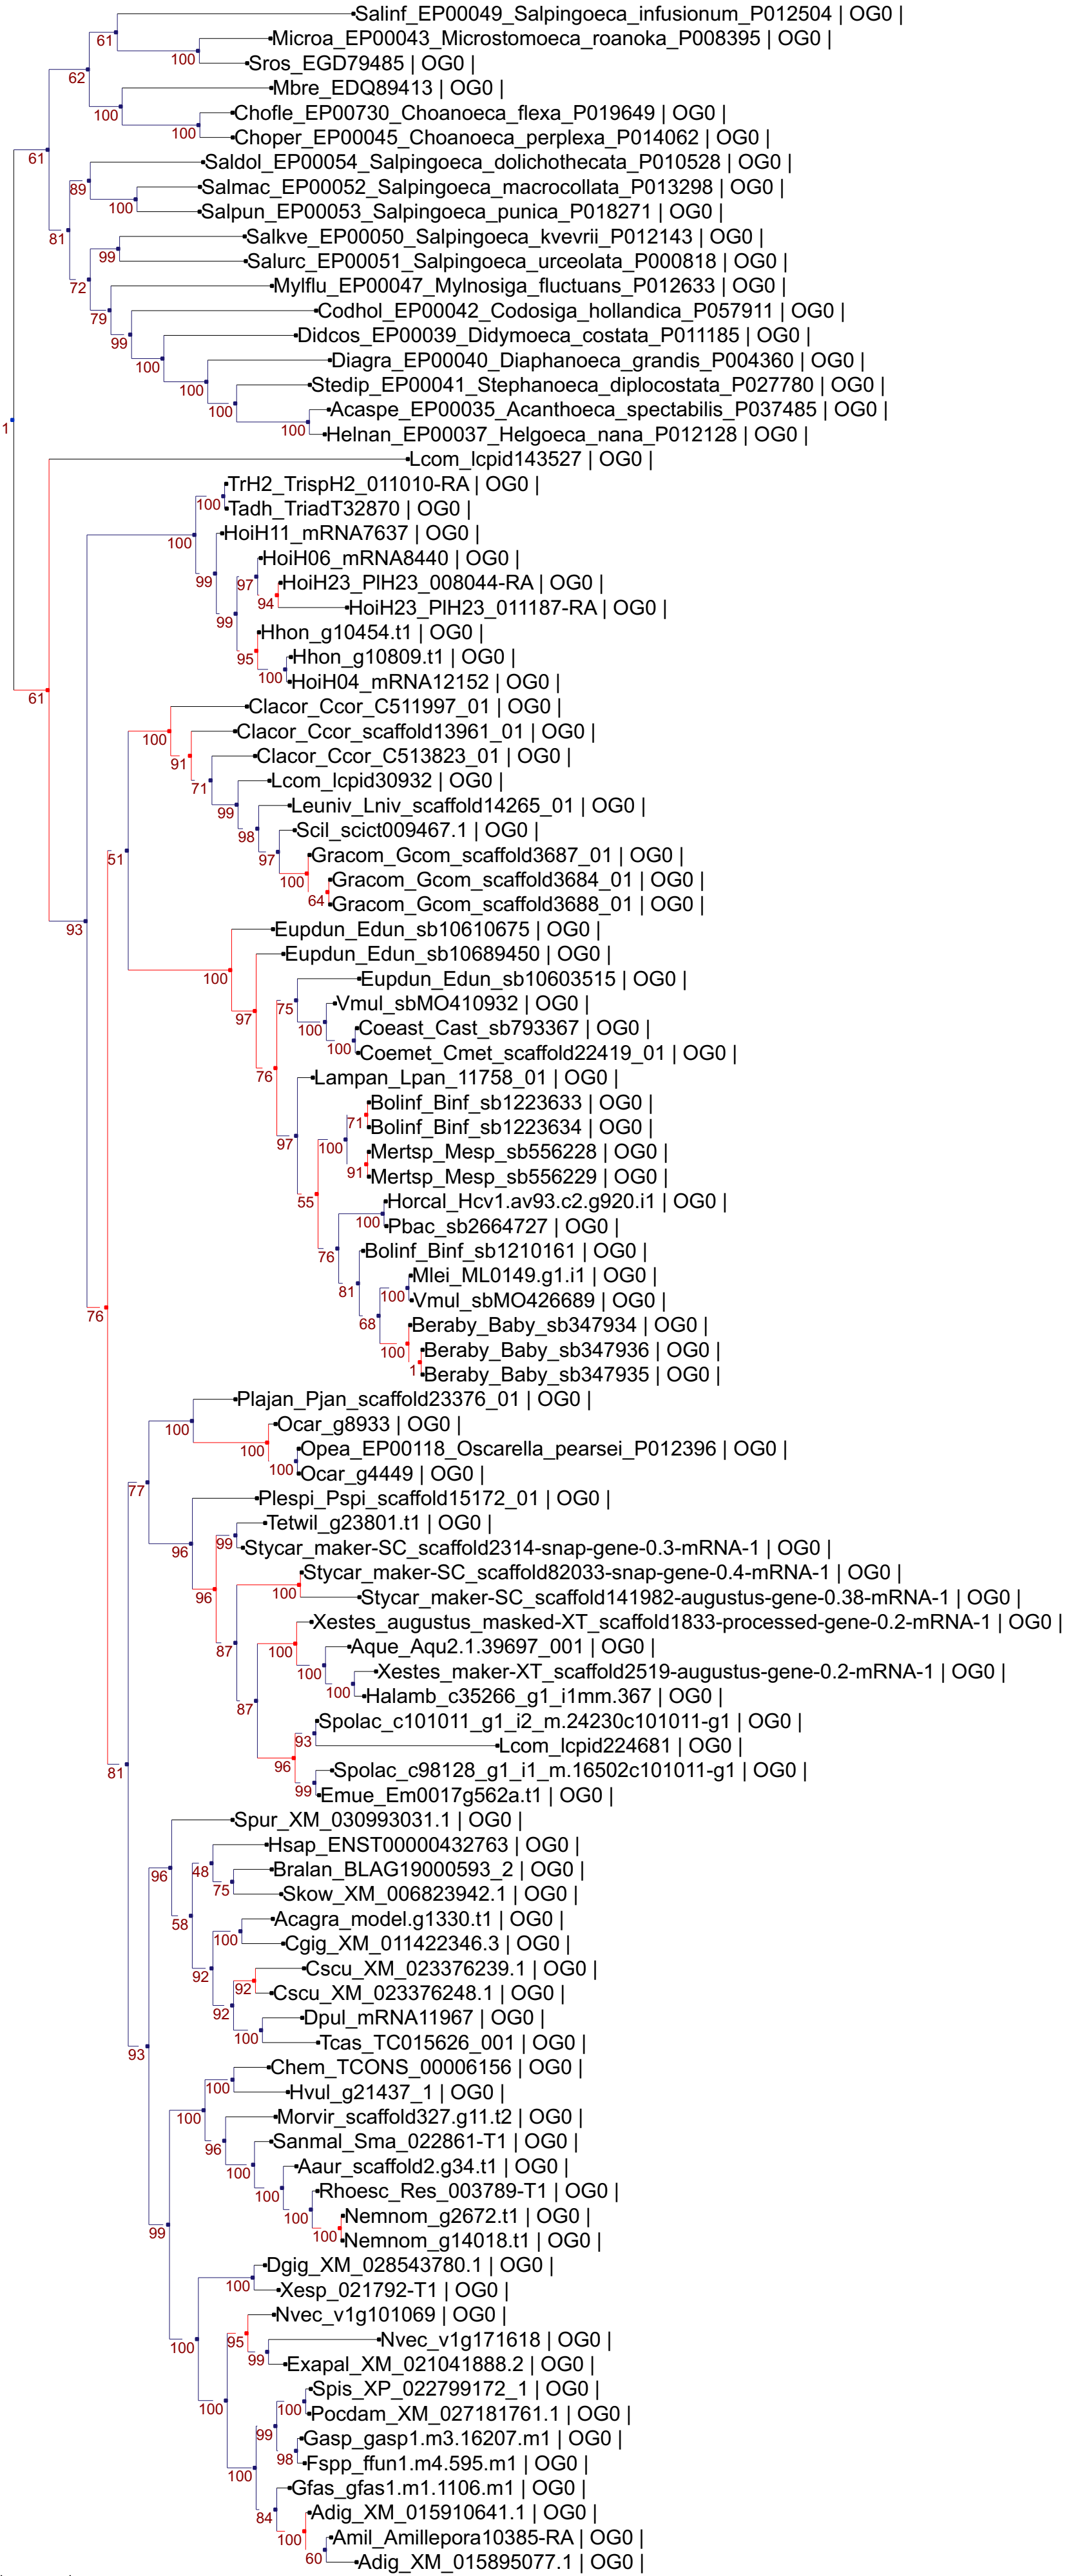 Salinf_EP00049_Salpingoeca_infusionum_P012504 | OG0 |
61
Microa_EP00043_Microstomoeca_roanoka_P008395 | OG0 |
100
Sros_EGD79485 | OG0 |
62
Mbre_EDQ89413 | OG0 |
100
Chofle_EP00730_Choanoeca_flexa_P019649 | OG0 |
100
Choper_EP00045_Choanoeca_perplexa_P014062 | OG0 |
61
Saldol_EP00054_Salpingoeca_dolichothecata_P010528 | OG0 |
89
Salmac_EP00052_Salpingoeca_macrocollata_P013298 | OG0 |
100
Salpun_EP00053_Salpingoeca_punica_P018271 | OG0 |
81
Salkve_EP00050_Salpingoeca_kvevrii_P012143 | OG0 |
99
Salurc_EP00051_Salpingoeca_urceolata_P000818 | OG0 |
72
Mylflu_EP00047_Mylnosiga_fluctuans_P012633 | OG0 |
79
Codhol_EP00042_Codosiga_hollandica_P057911 | OG0 |
99
Didcos_EP00039_Didymoeca_costata_P011185 | OG0 |
100
Diagra_EP00040_Diaphanoeca_grandis_P004360 | OG0 |
100
Stedip_EP00041_Stephanoeca_diplocostata_P027780 | OG0 |
100
Acaspe_EP00035_Acanthoeca_spectabilis_P037485 | OG0 |
100
Helnan_EP00037_Helgoeca_nana_P012128 | OG0 |
1
Lcom_lcpid143527 | OG0 |
TrH2_TrispH2_011010-RA | OG0 |
100
Tadh_TriadT32870 | OG0 |
100
HoiH11_mRNA7637 | OG0 |
99
HoiH06_mRNA8440 | OG0 |
97
HoiH23_PlH23_008044-RA | OG0 |
94
HoiH23_PlH23_011187-RA | OG0 |
99
Hhon_g10454.t1 | OG0 |
95
Hhon_g10809.t1 | OG0 |
100
HoiH04_mRNA12152 | OG0 |
61
Clacor_Ccor_C511997_01 | OG0 |
100
Clacor_Ccor_scaffold13961_01 | OG0 |
91
Clacor_Ccor_C513823_01 | OG0 |
71
Lcom_lcpid30932 | OG0 |
99
Leuniv_Lniv_scaffold14265_01 | OG0 |
98
Scil_scict009467.1 | OG0 |
97
Gracom_Gcom_scaffold3687_01 | OG0 |
100
Gracom_Gcom_scaffold3684_01 | OG0 |
64
Gracom_Gcom_scaffold3688_01 | OG0 |
51
93
Eupdun_Edun_sb10610675 | OG0 |
100
Eupdun_Edun_sb10689450 | OG0 |
97
Eupdun_Edun_sb10603515 | OG0 |
75
Vmul_sbMO410932 | OG0 |
100
Coeast_Cast_sb793367 | OG0 |
100
Coemet_Cmet_scaffold22419_01 | OG0 |
76
Lampan_Lpan_11758_01 | OG0 |
97
Bolinf_Binf_sb1223633 | OG0 |
71
Bolinf_Binf_sb1223634 | OG0 |
100
Mertsp_Mesp_sb556228 | OG0 |
91
Mertsp_Mesp_sb556229 | OG0 |
55
Horcal_Hcv1.av93.c2.g920.i1 | OG0 |
100
Pbac_sb2664727 | OG0 |
76
Bolinf_Binf_sb1210161 | OG0 |
81
Mlei_ML0149.g1.i1 | OG0 |
100
Vmul_sbMO426689 | OG0 |
68
Beraby_Baby_sb347934 | OG0 |
100
Beraby_Baby_sb347936 | OG0 |
1
Beraby_Baby_sb347935 | OG0 |
76
Plajan_Pjan_scaffold23376_01 | OG0 |
100
Ocar_g8933 | OG0 |
100
Opea_EP00118_Oscarella_pearsei_P012396 | OG0 |
100
Ocar_g4449 | OG0 |
77
Plespi_Pspi_scaffold15172_01 | OG0 |
96
Tetwil_g23801.t1 | OG0 |
99
Stycar_maker-SC_scaffold2314-snap-gene-0.3-mRNA-1 | OG0 |
96
Stycar_maker-SC_scaffold82033-snap-gene-0.4-mRNA-1 | OG0 |
100
Stycar_maker-SC_scaffold141982-augustus-gene-0.38-mRNA-1 | OG0 |
87
Xestes_augustus_masked-XT_scaffold1833-processed-gene-0.2-mRNA-1 | OG0 |
100
Aque_Aqu2.1.39697_001 | OG0 |
100
Xestes_maker-XT_scaffold2519-augustus-gene-0.2-mRNA-1 | OG0 |
100
Halamb_c35266_g1_i1mm.367 | OG0 |
87
Spolac_c101011_g1_i2_m.24230c101011-g1 | OG0 |
93
Lcom_lcpid224681 | OG0 |
96
Spolac_c98128_g1_i1_m.16502c101011-g1 | OG0 |
99
Emue_Em0017g562a.t1 | OG0 |
81
Spur_XM_030993031.1 | OG0 |
96
Hsap_ENST00000432763 | OG0 |
48
Bralan_BLAG19000593_2 | OG0 |
75
Skow_XM_006823942.1 | OG0 |
58
Acagra_model.g1330.t1 | OG0 |
100
Cgig_XM_011422346.3 | OG0 |
92
Cscu_XM_023376239.1 | OG0 |
92
Cscu_XM_023376248.1 | OG0 |
92
Dpul_mRNA11967 | OG0 |
100
Tcas_TC015626_001 | OG0 |
93
Chem_TCONS_00006156 | OG0 |
100
Hvul_g21437_1 | OG0 |
100
Morvir_scaffold327.g11.t2 | OG0 |
96
Sanmal_Sma_022861-T1 | OG0 |
100
Aaur_scaffold2.g34.t1 | OG0 |
100
Rhoesc_Res_003789-T1 | OG0 |
100
Nemnom_g2672.t1 | OG0 |
100
Nemnom_g14018.t1 | OG0 |
99
Dgig_XM_028543780.1 | OG0 |
100
Xesp_021792-T1 | OG0 |
100
Nvec_v1g101069 | OG0 |
95
Nvec_v1g171618 | OG0 |
99
Exapal_XM_021041888.2 | OG0 |
100
Spis_XP_022799172_1 | OG0 |
100
Pocdam_XM_027181761.1 | OG0 |
99
Gasp_gasp1.m3.16207.m1 | OG0 |
98
Fspp_ffun1.m4.595.m1 | OG0 |
100
Gfas_gfas1.m1.1106.m1 | OG0 |
84
Adig_XM_015910641.1 | OG0 |
100
Amil_Amillepora10385-RA | OG0 |
60
Adig_XM_015895077.1 | OG0 |